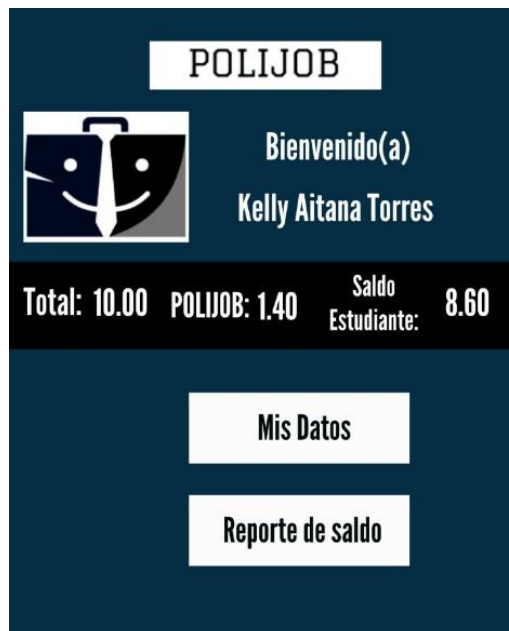 POLIJOB
Bienvenido(a)
Kelly Aitana Torres
Total: 10.00 POLIJOB: 1.40 Saldo
Estudiante: 8.60
Mis Datos
Reporte de saldo